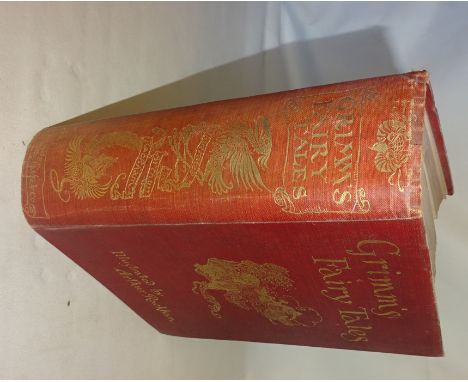 GRIMM'S
FAIRY
TALES
Grimm's
Fairy Tales
Illustrated by
Arthur Rackham